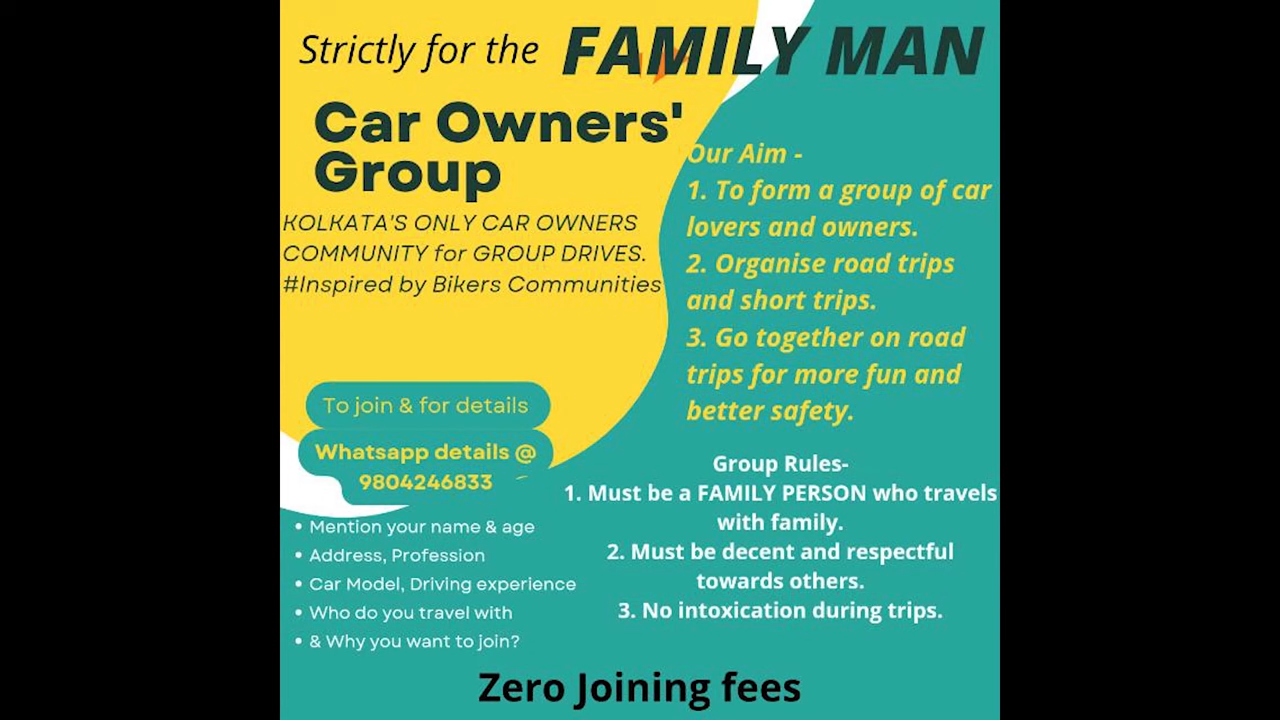 Strictly for the FAMILY MAN
Car Owners'
Group
KOLKATA'S ONLY CAR OWNERS
COMMUNITY for GROUP DRIVES.
#Inspired by Bikers Communities
Our Aim -
1. To form a group of car
lovers and owners.
2. Organise road trips
and short trips.
3. Go together on road
trips for more fun and
better safety.
To join & for details
Whatsapp details @
9804246833
• Mention your name & age
• Address, Profession
• Car Model, Driving experience
• Who do you travel with
• & Why you want to join?
Group Rules-
1. Must be a FAMILY PERSON who travels
with family.
2. Must be decent and respectful
towards others.
3. No intoxication during trips.
Zero Joining fees